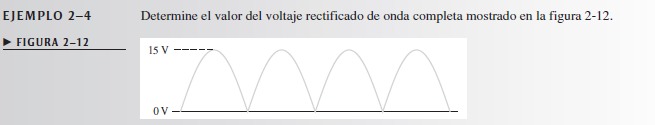 EJEMPLO 2–4
Determine el valor del voltaje rectificado de onda completa mostrado en la figura 2-12.
▶ FIGURA 2–12
15 V
0 V